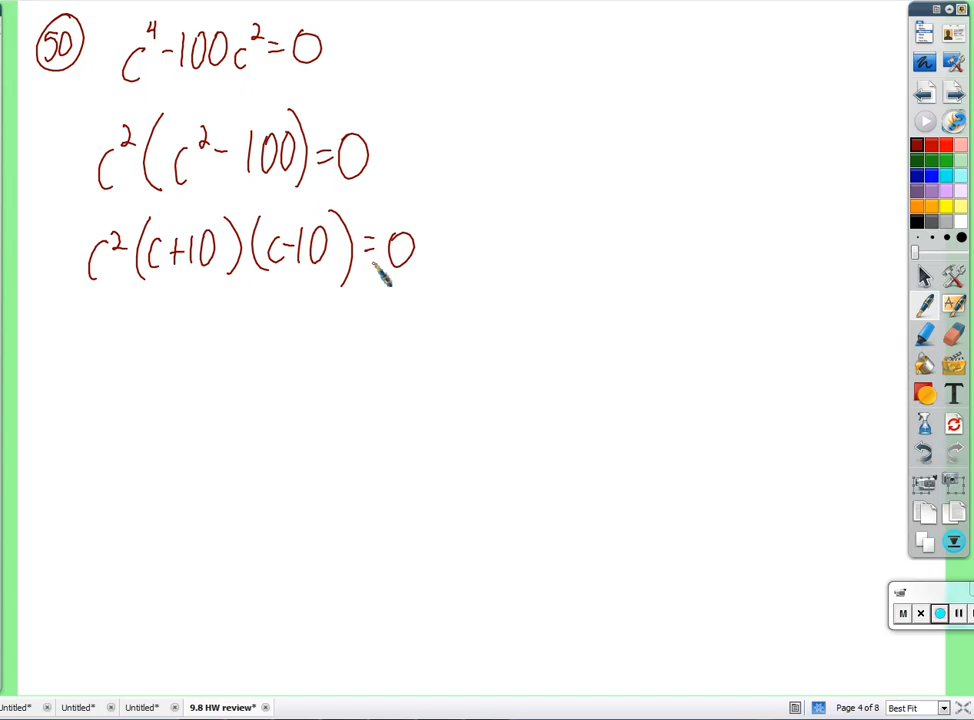 50 c⁴-100c²=0
c²(c²-100)=0
c²(c+10)(c-10)=0
A
T
M
Untitled*
Untitled*
Untitled*
9.8 HW review*
Page 4 of 8
Best Fit